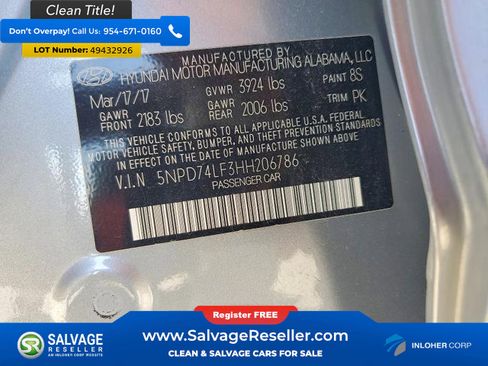 Clean Title!
Don't Overpay! Call Us: 954-671-0160
LOT Number: 49432926
MANUFACTURED BY
HYUNDAI MOTOR MANUFACTURING ALABAMA, LLC
Mar/17/17 GVWR 3924 lbs PAINT 8S
GAWR FRONT 2183 lbs GAWR REAR 2006 lbs TRIM PK
THIS VEHICLE CONFORMS TO ALL APPLICABLE U.S.A. FEDERAL
MOTOR VEHICLE SAFETY, BUMPER, AND THEFT PREVENTION STANDARDS
IN EFFECT ON THE DATE OF MANUFACTURE SHOWN ABOVE.
V.I.N 5NPD74LF3HH206786
PASSENGER CAR
Register FREE
SALVAGE RESELLER
AN INLOHER CORP WEBSITE
www.SalvageReseller.com
CLEAN & SALVAGE CARS FOR SALE
INLOHER CORP